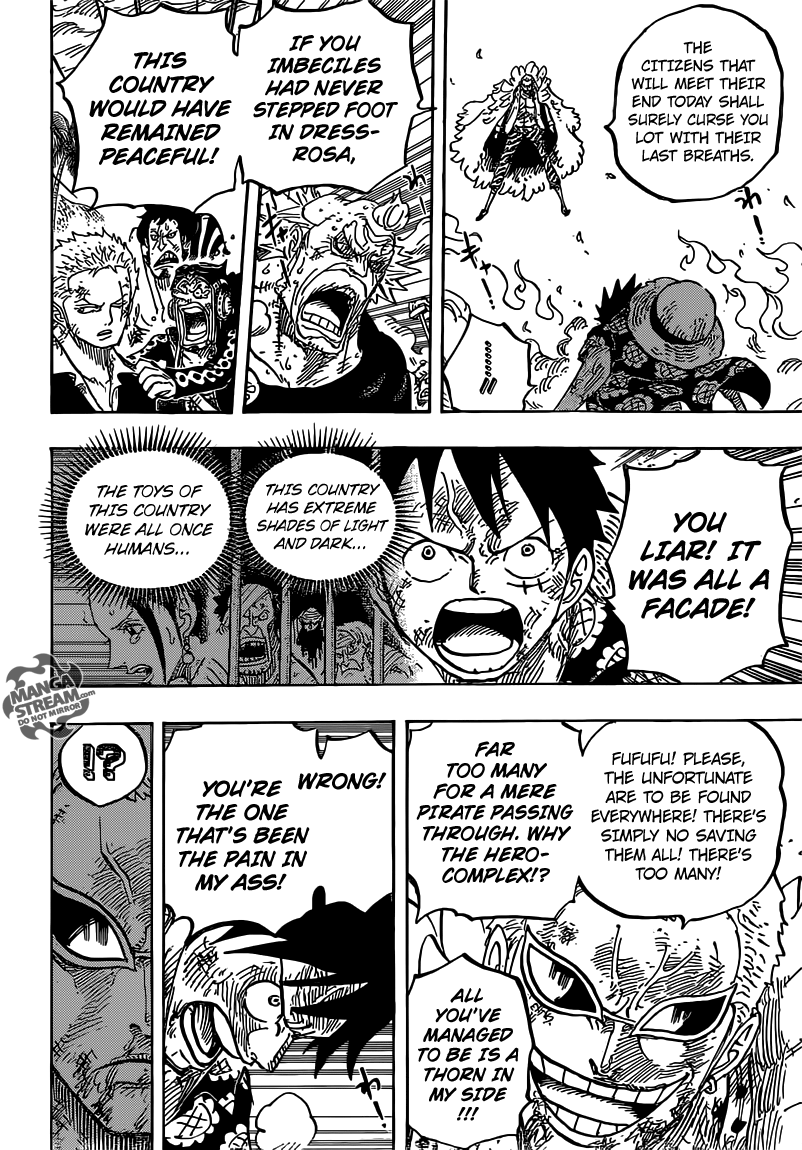 THE
CITIZENS THAT
WILL MEET THEIR
END TODAY SHALL
SURELY CURSE YOU
LOT WITH THEIR
LAST BREATHS.
IF YOU
IMBECILES
HAD NEVER
STEPPED FOOT
IN DRESS-
ROSA,
THIS
COUNTRY
WOULD HAVE
REMAINED
PEACEFUL!
YOU
LIAR! IT
WAS ALL A
FACADE!
THIS COUNTRY
HAS EXTREME
SHADES OF LIGHT
AND DARK...
THE TOYS OF
THIS COUNTRY
WERE ALL ONCE
HUMANS...
MANGA
STREAM.com
DO NOT MIRROR
FUFUFU! PLEASE,
THE UNFORTUNATE
ARE TO BE FOUND
EVERYWHERE! THERE'S
SIMPLY NO SAVING
THEM ALL! THERE'S
TOO MANY!
FAR
TOO MANY
FOR A MERE
PIRATE PASSING
THROUGH. WHY
THE HERO-
COMPLEX!?
ALL
YOU'VE
MANAGED
TO BE IS A
THORN IN
MY SIDE
!!!
WRONG!
YOU'RE
THE ONE
THAT'S BEEN
THE PAIN IN
MY ASS!
!?